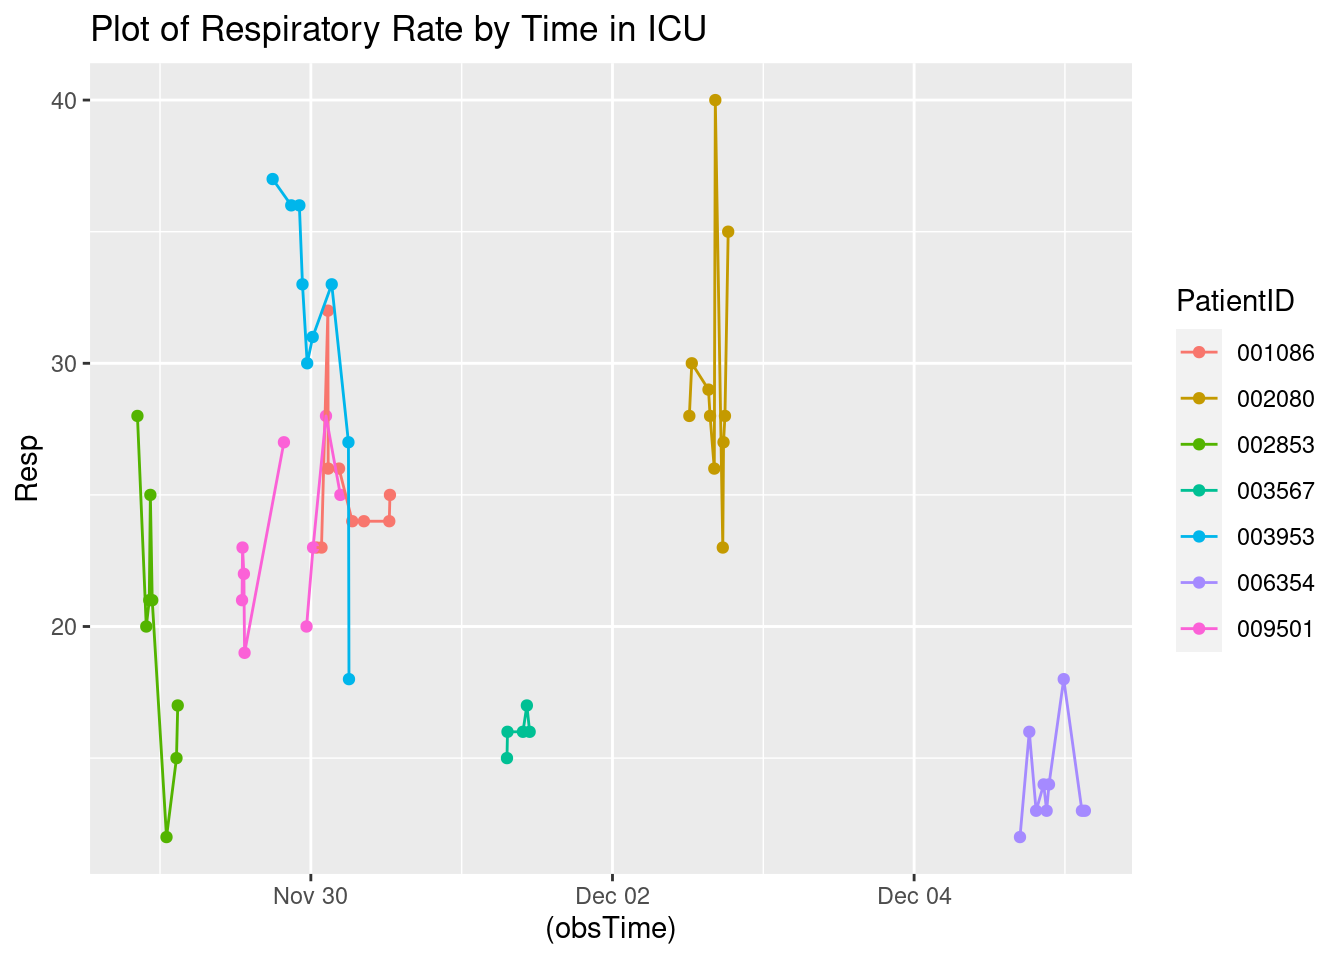 Plot of Respiratory Rate by Time in ICU
40
30
20
Resp
Nov 30
Dec 02
Dec 04
(obsTime)
PatientID
001086
002080
002853
003567
003953
006354
009501